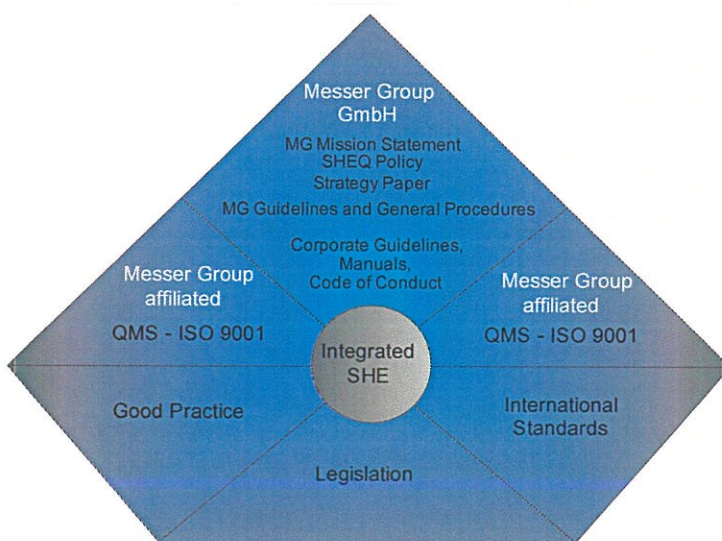 Messer Group
GmbH
MG Mission Statement
SHEQ Policy
Strategy Paper
MG Guidelines and General Procedures
Corporate Guidelines,
Manuals,
Code of Conduct
Messer Group
affiliated
QMS - ISO 9001
Messer Group
affiliated
QMS - ISO 9001
Integrated
SHE
Good Practice
International
Standards
Legislation